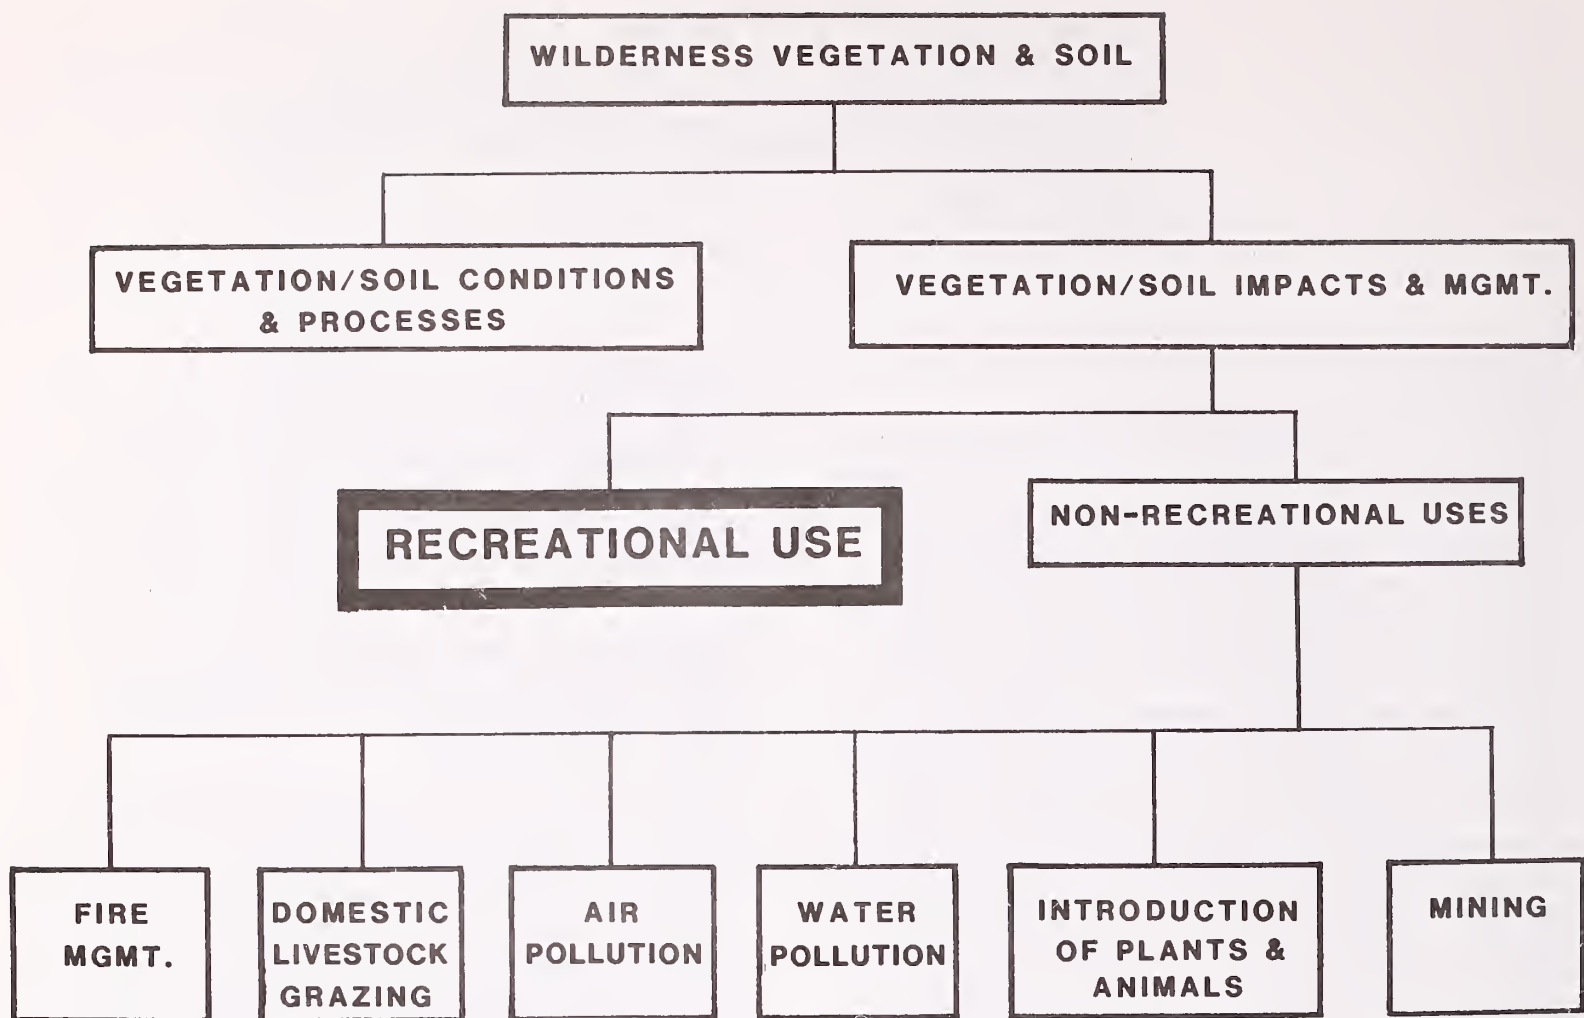 WILDERNESS VEGETATION & SOIL
VEGETATION/SOIL CONDITIONS
& PROCESSES
VEGETATION/SOIL IMPACTS & MGMT.
RECREATIONAL USE
NON-RECREATIONAL USES
FIRE
MGMT.
DOMESTIC
LIVESTOCK
GRAZING
AIR
POLLUTION
WATER
POLLUTION
INTRODUCTION
OF PLANTS &
ANIMALS
MINING